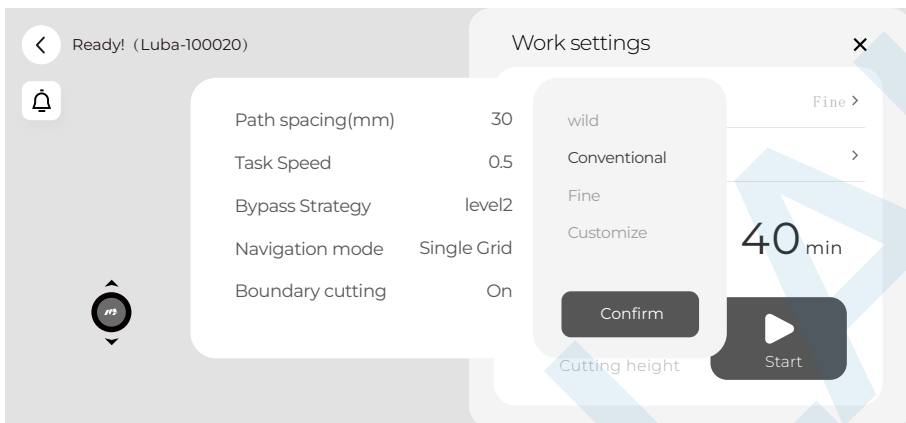 Ready!（Luba-100020）
Work settings
Path spacing(mm) 30
Task Speed 0.5
Bypass Strategy level2
Navigation mode Single Grid
Boundary cutting On
wild
Conventional
Fine
Customize
Confirm
Fine
40 min
Cutting height
Start